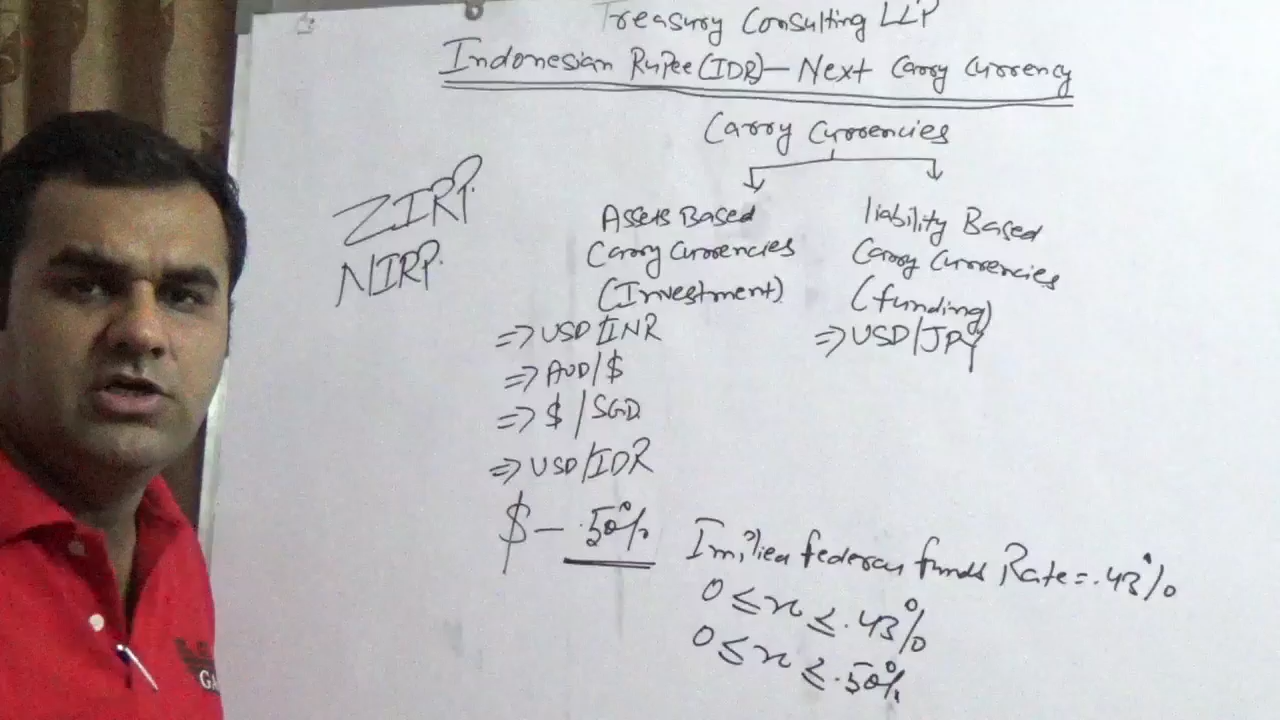 Treasury Consulting LLP
Indonesian Rupee (IDR) - Next Carry Currency
Carry Currencies
ZIRP.
NIRP.
Assets Based
Carry Currencies
(Investment)
⇒ USD/INR
⇒ AUD/$
⇒ $/SGD
⇒ USD/IDR
liability Based
Carry Currencies
(funding)
⇒ USD/JPY
$ - .50%
federal funds Rate = .43%
0 ≤ x ≤ .43%
0 ≤ x ≤ .50%
GA